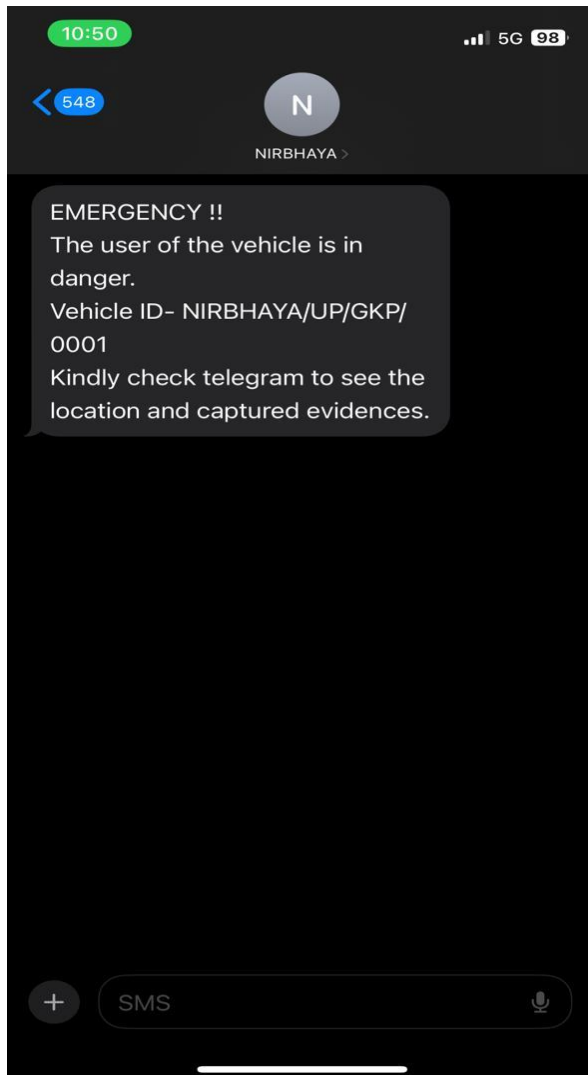 10:50
5G 98
548
N
NIRBHAYA >
EMERGENCY !!
The user of the vehicle is in
danger.
Vehicle ID- NIRBHAYA/UP/GKP/
0001
Kindly check telegram to see the
location and captured evidences.
+
SMS